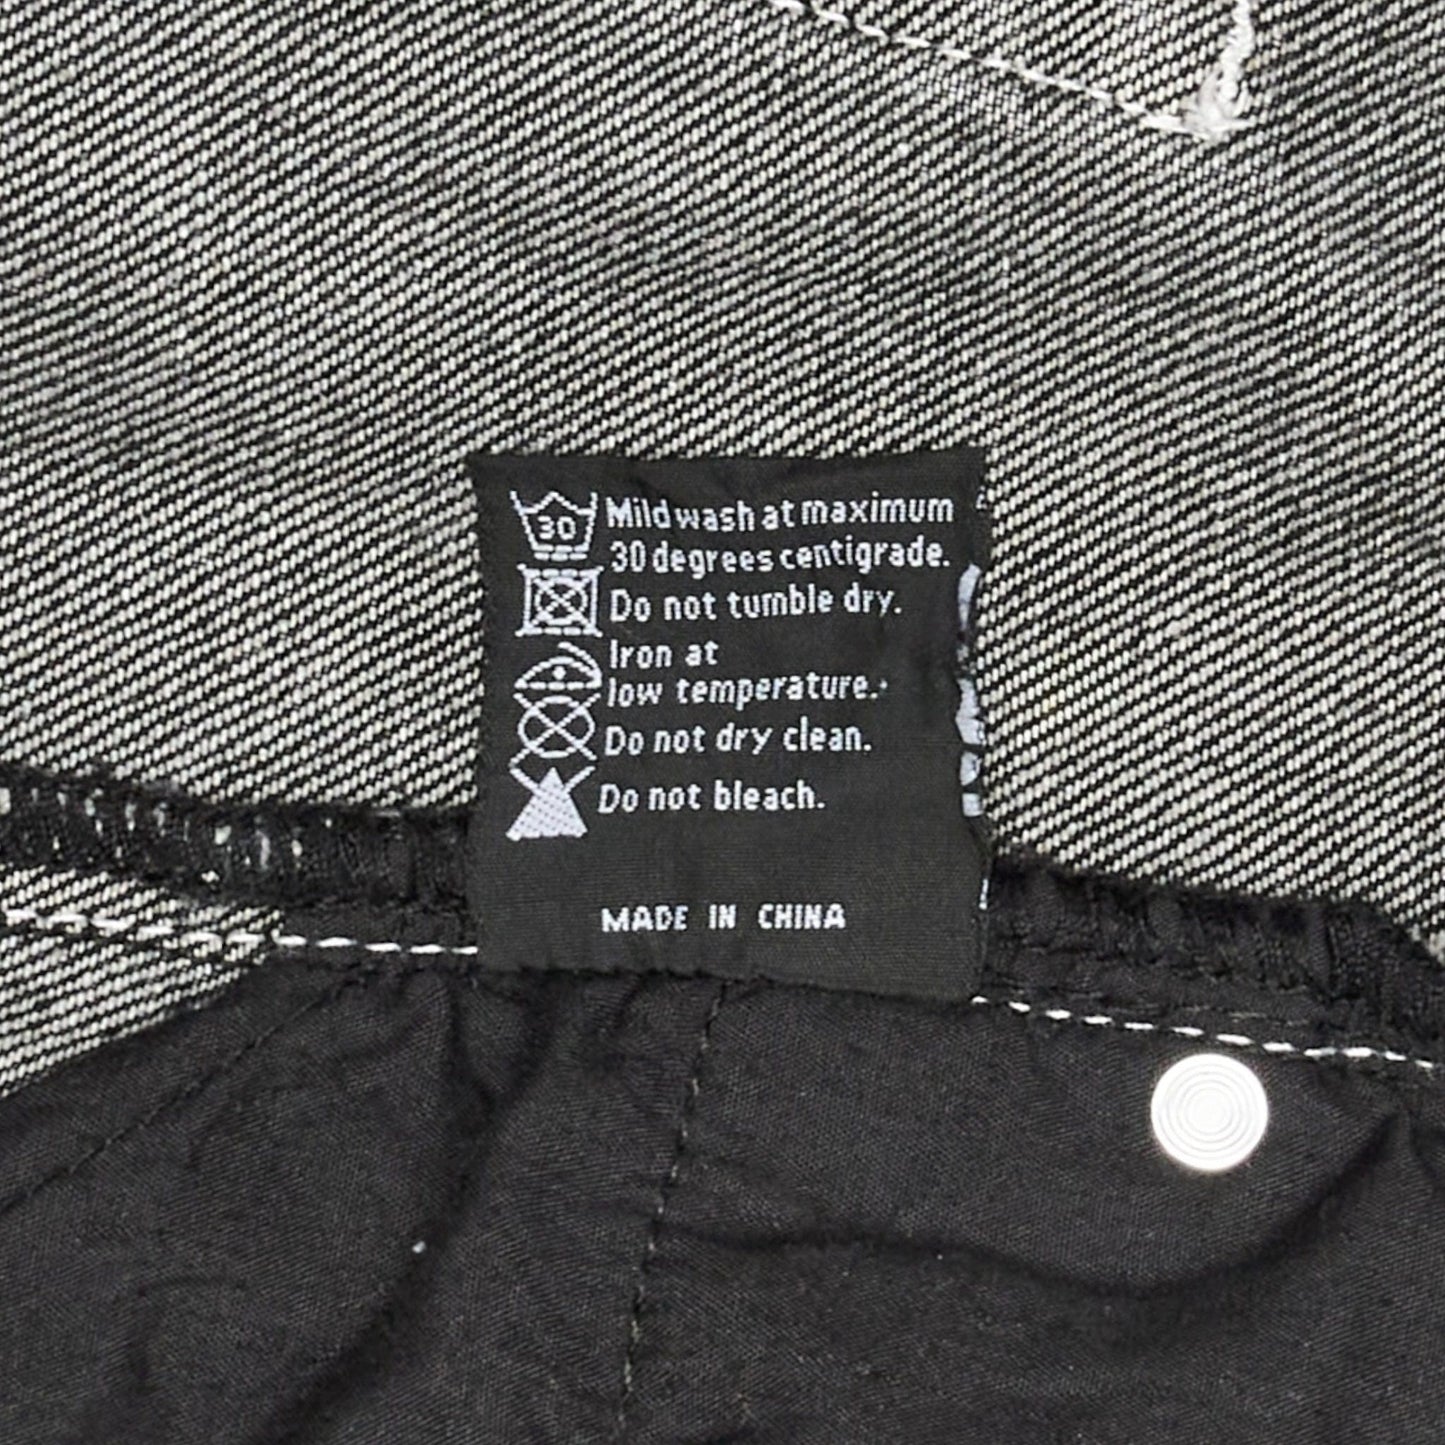 30 Mild wash at maximum
30 degrees centigrade.
Do not tumble dry.
Iron at
low temperature.
Do not dry clean.
Do not bleach.
MADE IN CHINA